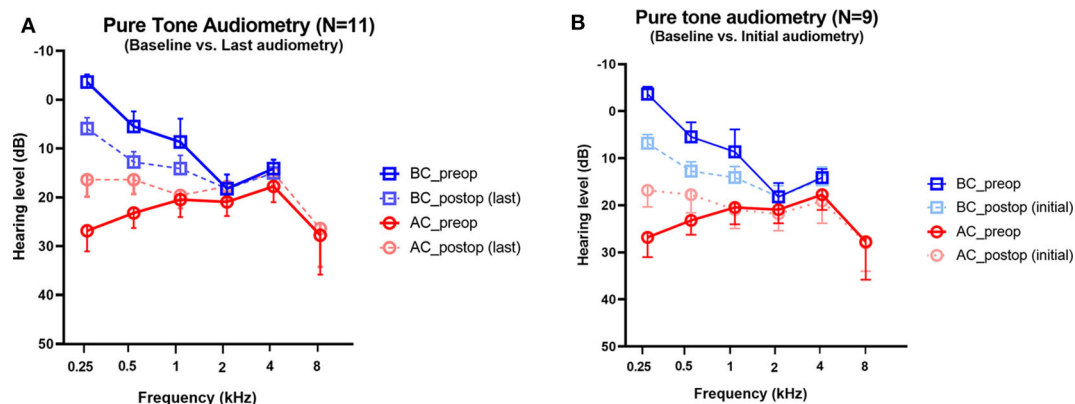 A
Pure Tone Audiometry (N=11)
(Baseline vs. Last audiometry)
-10
0
10
20
30
40
50
Hearing level (dB)
0.25
0.5
1
2
4
8
Frequency (kHz)
BC_preop
BC_postop (last)
AC_preop
AC_postop (last)
B
Pure tone audiometry (N=9)
(Baseline vs. Initial audiometry)
-10
0
10
20
30
40
50
Hearing level (dB)
0.25
0.5
1
2
4
8
Frequency (kHz)
BC_preop
BC_postop (initial)
AC_preop
AC_postop (initial)